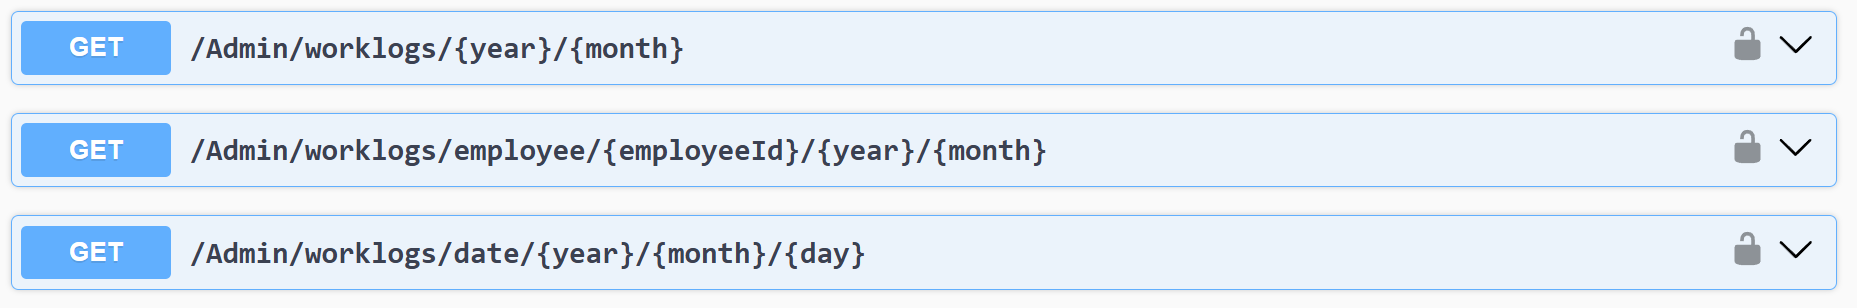 GET /Admin/worklogs/{year}/{month}
GET /Admin/worklogs/employee/{employeeId}/{year}/{month}
GET /Admin/worklogs/date/{year}/{month}/{day}